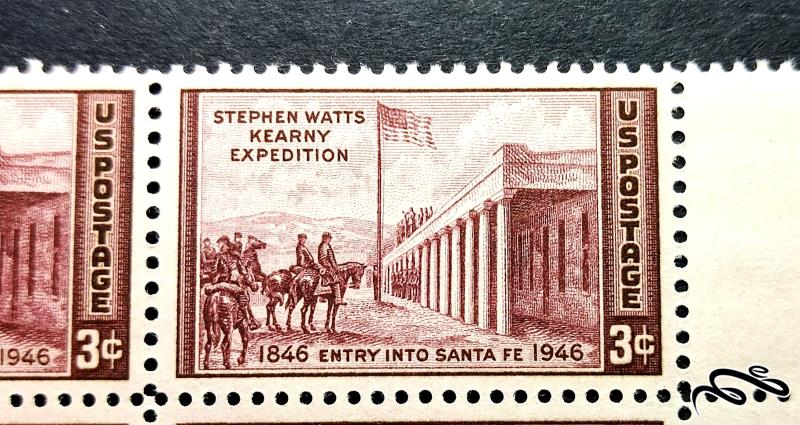 STEPHEN WATTS
KEARNY
EXPEDITION
US POSTAGE
3¢
1846 ENTRY INTO SANTA FE 1946
US POSTAGE
3¢
1946